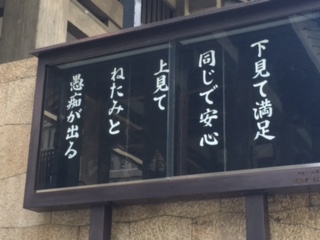 下見て満足
同じで安心
上見て
ねたみと
愚痴が出る